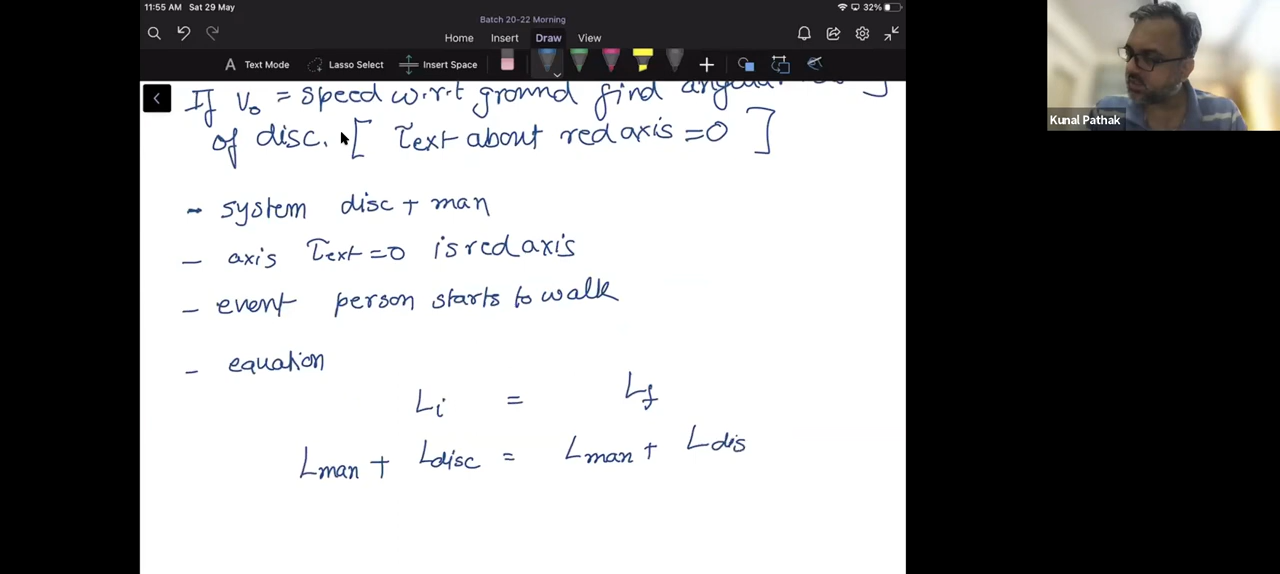 11:55 AM Sat 29 May
32%
Batch 20-22 Morning
Home Insert Draw View
Text Mode Lasso Select Insert Space
If v₀ = speed w.r.t ground find angular
of disc. [ τext about red axis = 0 ]
- system disc + man
- axis τext = 0 is red axis
- event person starts to walk
- equation
Li = Lf
Lman + Ldisc = Lman + Ldis
Kunal Pathak